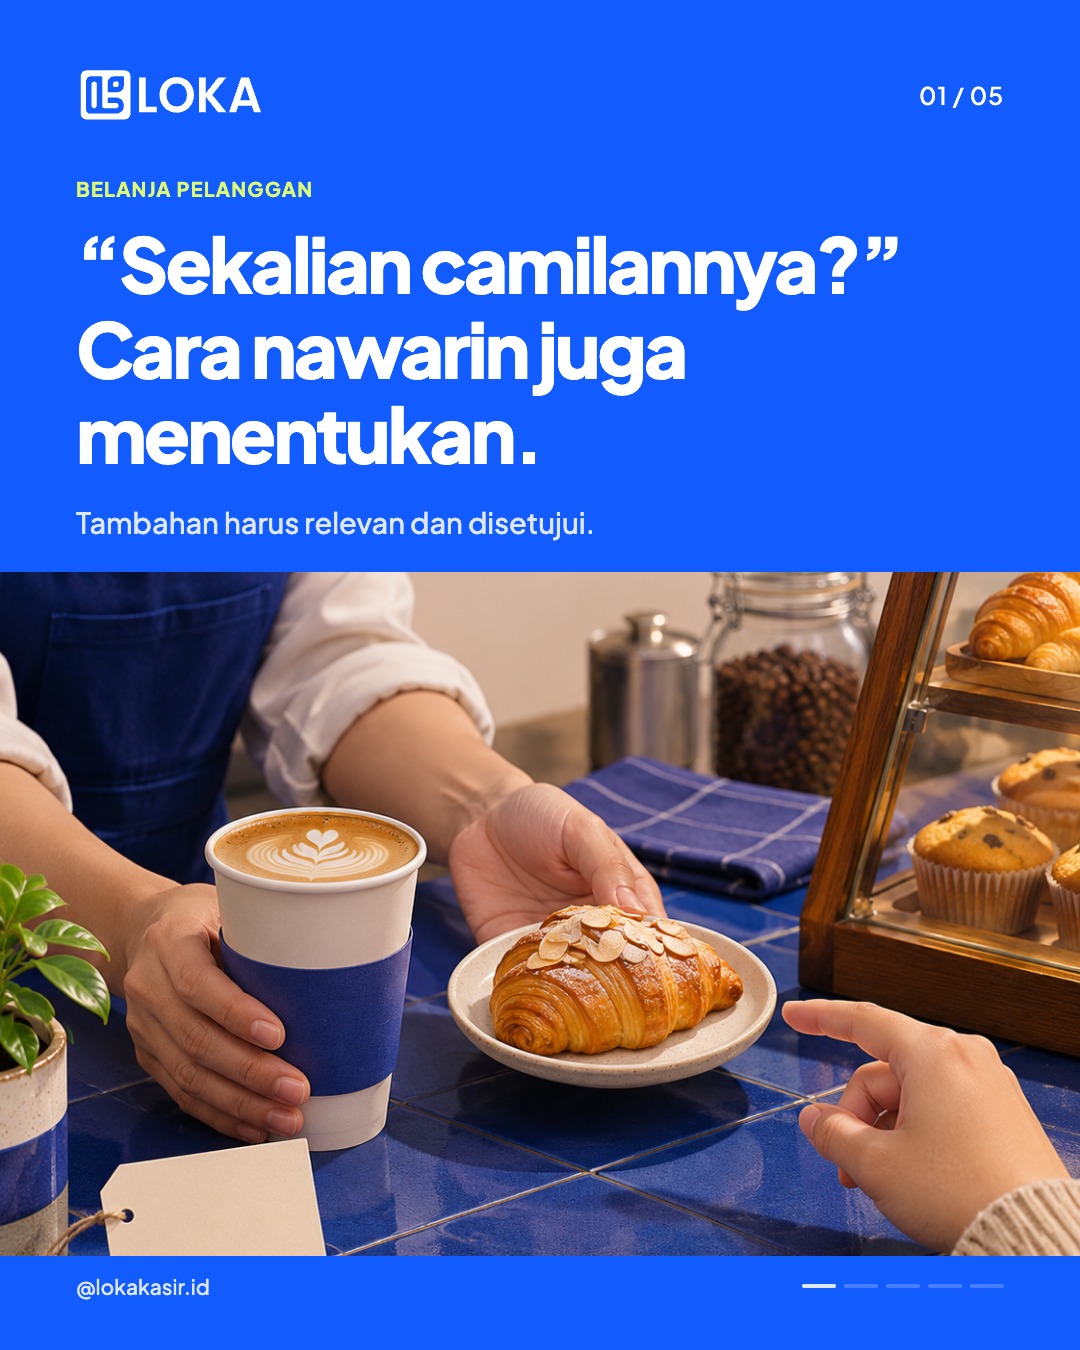 LOKA
01 / 05
BELANJA PELANGGAN
“Sekalian camilannya?”
Cara nawarin juga
menentukan.
Tambahan harus relevan dan disetujui.
@lokakasir.id